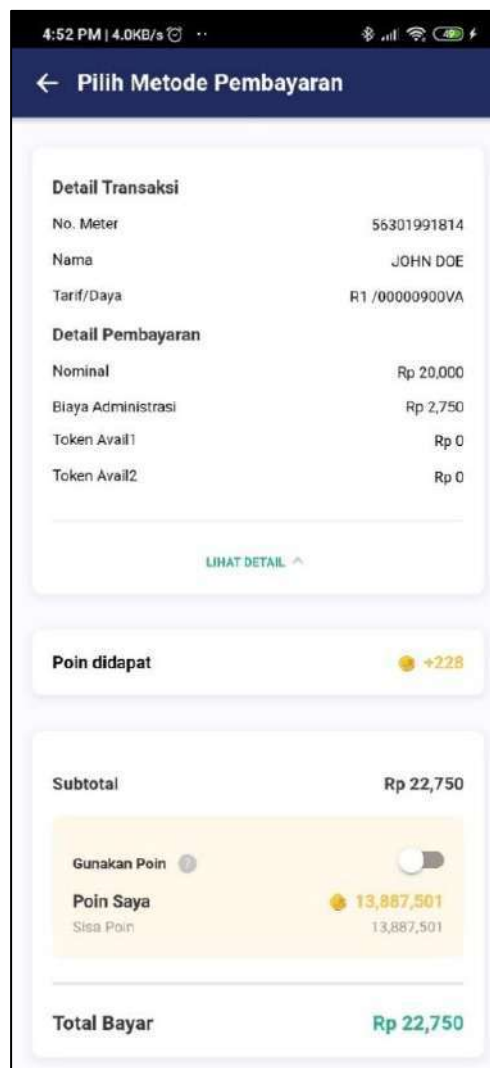 4:52 PM | 4.0KB/s
49
Pilih Metode Pembayaran
Detail Transaksi
No. Meter 56301991814
Nama JOHN DOE
Tarif/Daya R1 /00000900VA
Detail Pembayaran
Nominal Rp 20,000
Biaya Administrasi Rp 2,750
Token Avail1 Rp 0
Token Avail2 Rp 0
LIHAT DETAIL
Poin didapat +228
Subtotal Rp 22,750
Gunakan Poin ?
Poin Saya 13,887,501
Sisa Poin 13,887,501
Total Bayar Rp 22,750